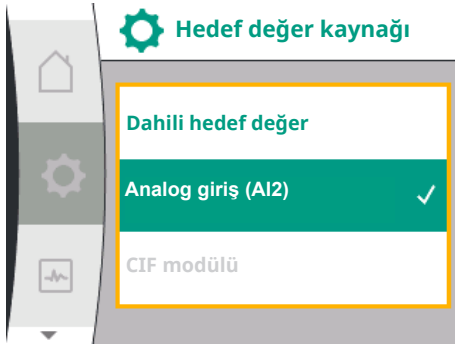 Hedef değer kaynağı
Dahili hedef değer
Analog giriş (AI2)
CIF modülü